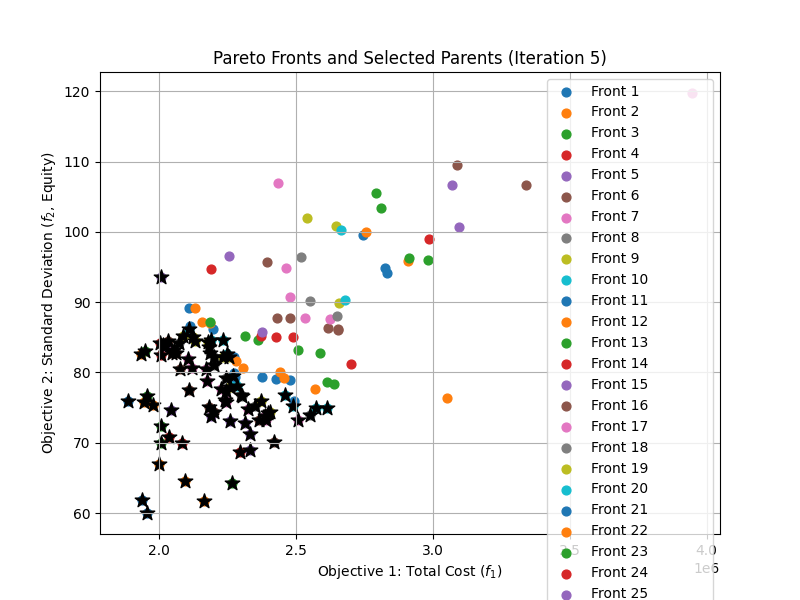 Pareto Fronts and Selected Parents (Iteration 5)
Objective 2: Standard Deviation (f₂, Equity)
120
110
100
90
80
70
60
2.0
2.5
3.0
3.5
4.0
1e6
Objective 1: Total Cost (f₁)
Front 1
Front 2
Front 3
Front 4
Front 5
Front 6
Front 7
Front 8
Front 9
Front 10
Front 11
Front 12
Front 13
Front 14
Front 15
Front 16
Front 17
Front 18
Front 19
Front 20
Front 21
Front 22
Front 23
Front 24
Front 25